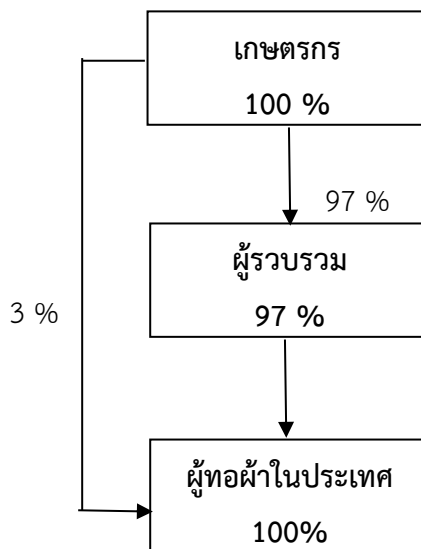 เกษตรกร
100 %
97 %
ผู้รวบรวม
97 %
3 %
ผู้ทอผ้าในประเทศ
100%